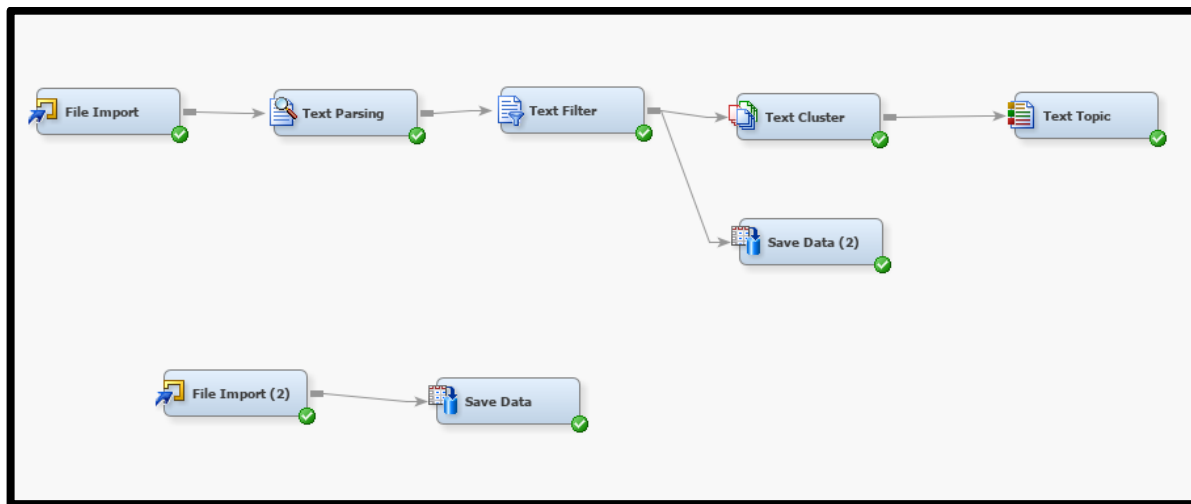 File Import
Text Parsing
Text Filter
Text Cluster
Text Topic
Save Data (2)
File Import (2)
Save Data